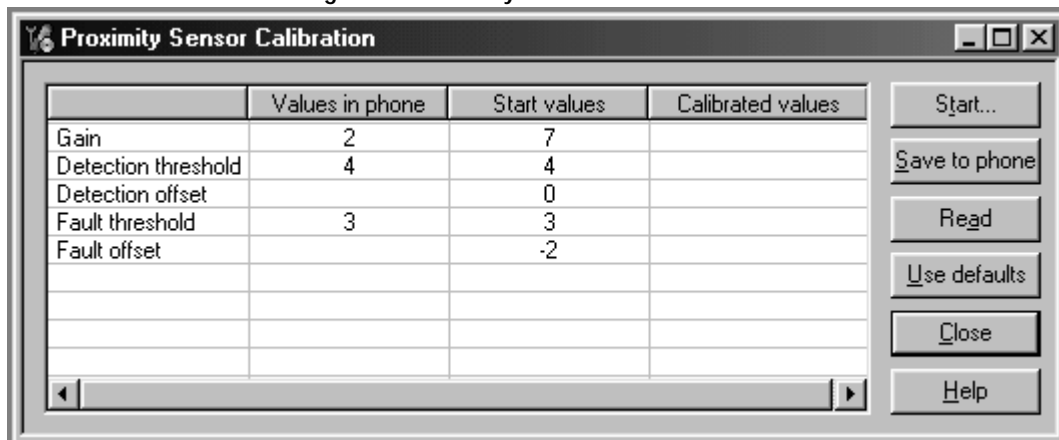 Proximity Sensor Calibration
Values in phone Start values Calibrated values
Gain 2 7
Detection threshold 4 4
Detection offset 0
Fault threshold 3 3
Fault offset -2
Start...
Save to phone
Read
Use defaults
Close
Help